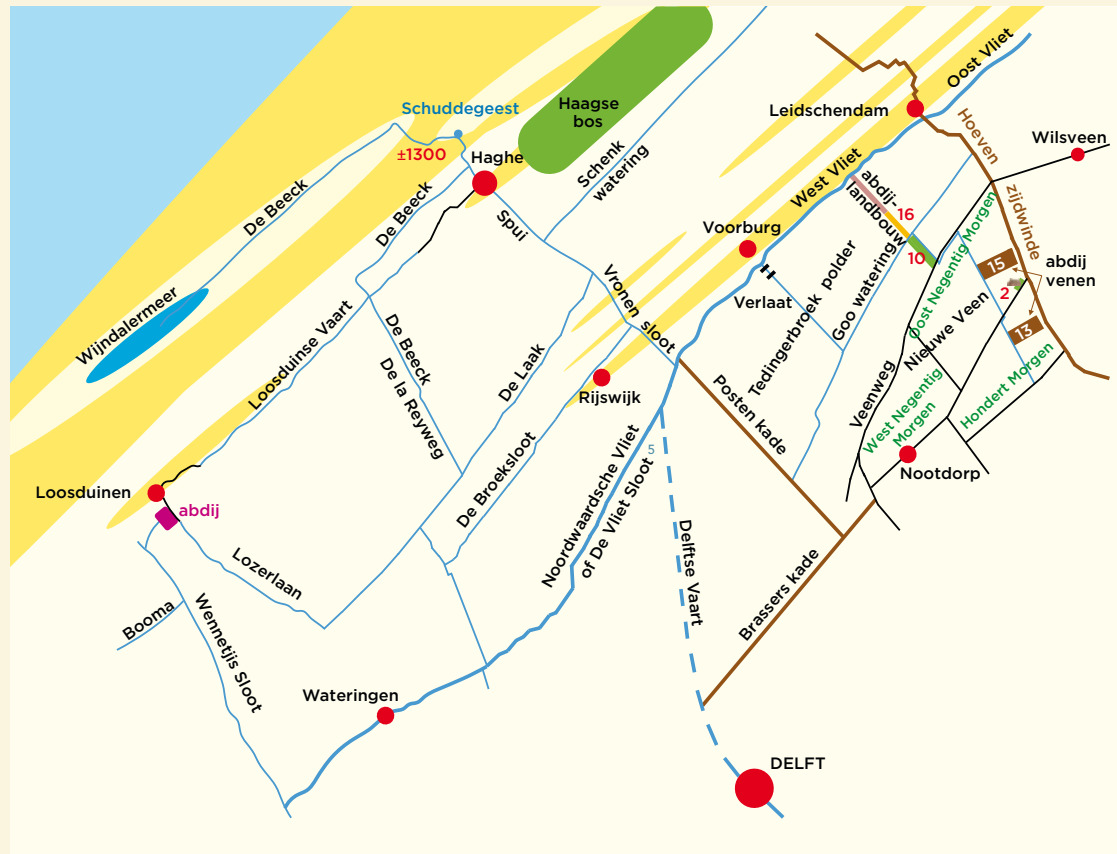 Oost Vliet
Schuddegeest
Haagse
bos
Leidschendam
Hoeven
zijdwinde
Wilsveen
±1300
Haghe
Schenk
watering
West Vliet
De Beeck
De Beeck
abdij-
landbouw
16
10
Spui
Voorburg
Oost Negentig Morgen
15
abdij
venen
2
13
Verlaat
Tedingerbroek polder
Goo watering
Nieuwe Veen
Wijndalermeer
Vronen sloot
Loosduinse Vaart
De Beeck
De la Reyweg
De Laak
Rijswijk
Posten kade
Veenweg
West Negentig
Morgen
Hondert Morgen
De Broeksloot
Noordwaardsche Vliet
of De Vliet Sloot 5
Nootdorp
Loosduinen
abdij
Delftse Vaart
Lozerlaan
Brassers kade
Booma
Wennetjis Sloot
Wateringen
DELFT